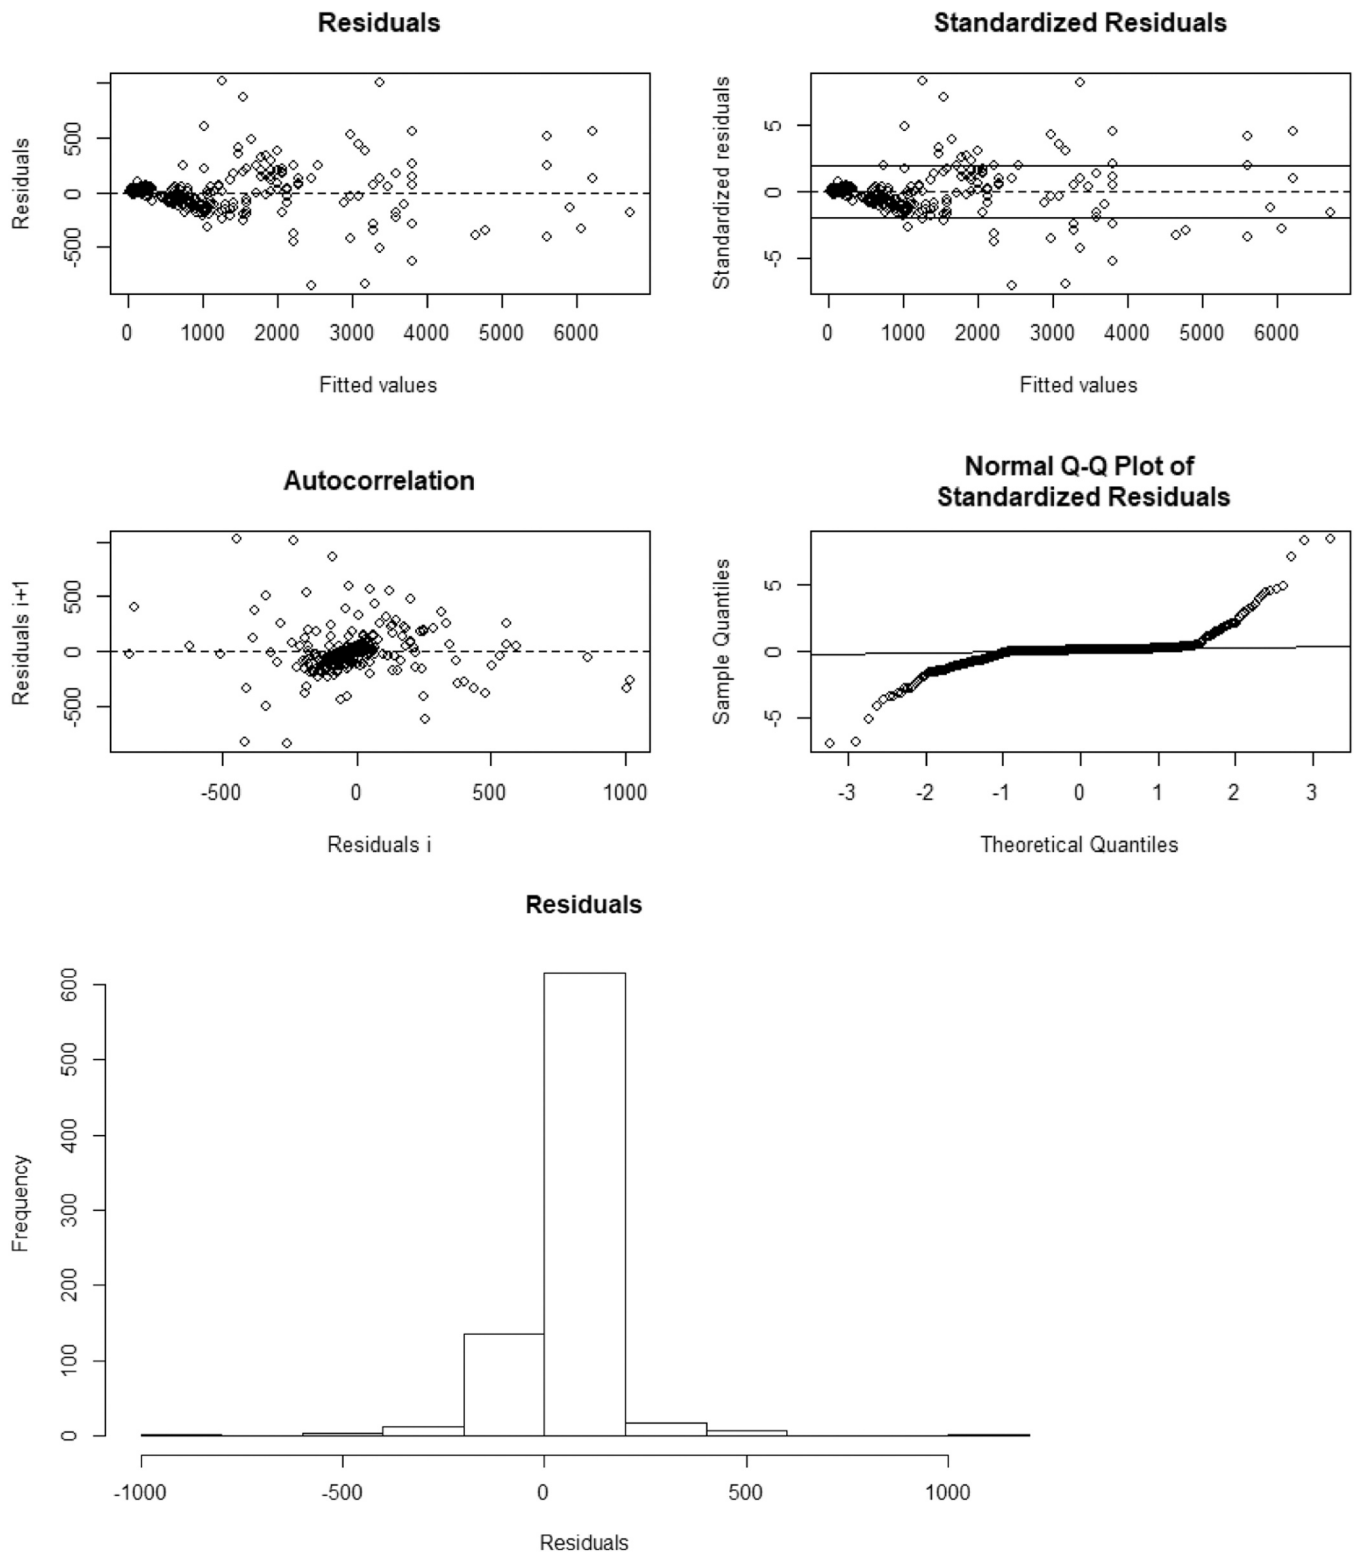 Residuals
Residuals
500
0
-500
0 1000 2000 3000 4000 5000 6000
Fitted values
Standardized Residuals
Standardized residuals
5
0
-5
0 1000 2000 3000 4000 5000 6000
Fitted values
Autocorrelation
Residuals i+1
500
0
-500
-500 0 500 1000
Residuals i
Normal Q-Q Plot of
Standardized Residuals
Sample Quantiles
5
0
-5
-3 -2 -1 0 1 2 3
Theoretical Quantiles
Residuals
Frequency
600
500
400
300
200
100
0
-1000 -500 0 500 1000
Residuals